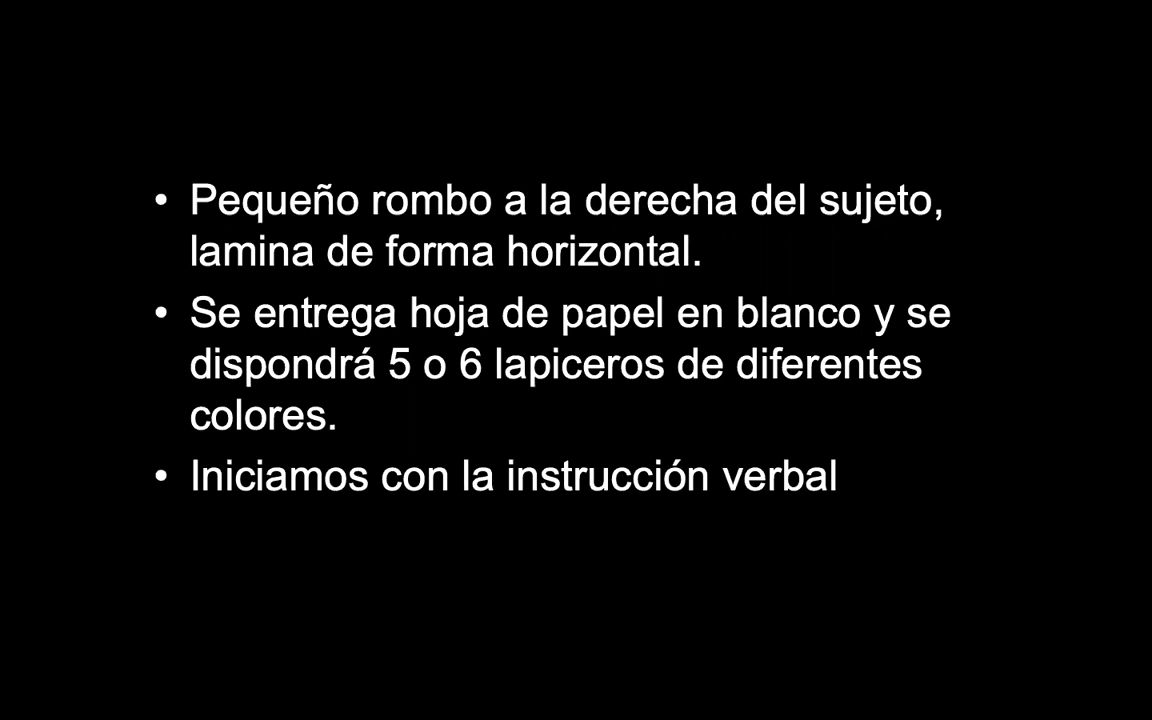 • Pequeño rombo a la derecha del sujeto,
lamina de forma horizontal.
• Se entrega hoja de papel en blanco y se
dispondrá 5 o 6 lapiceros de diferentes
colores.
• Iniciamos con la instrucción verbal